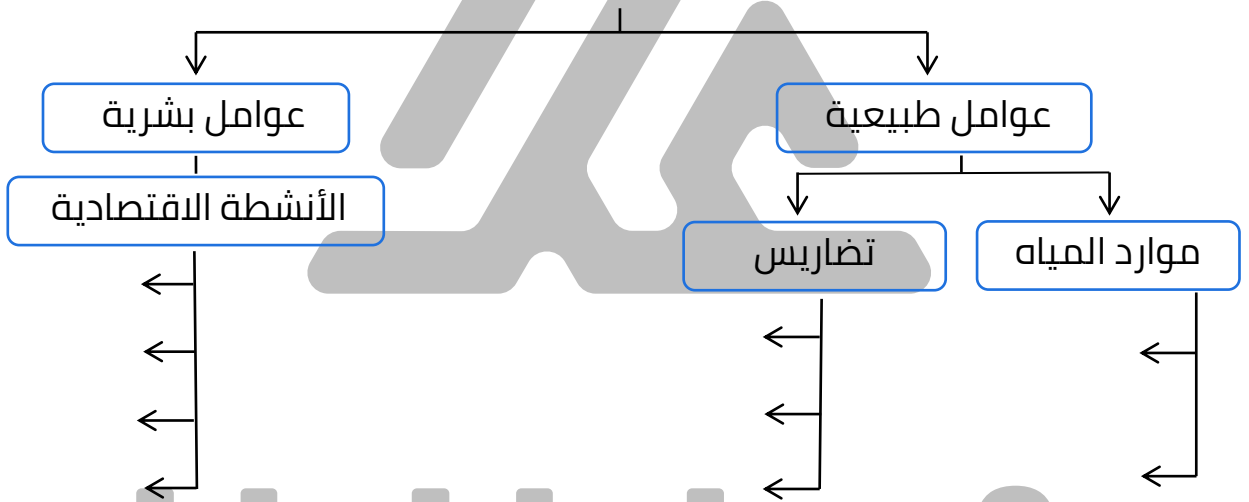 عوامل طبيعية
عوامل بشرية
الأنشطة الاقتصادية
موارد المياه
تضاريس